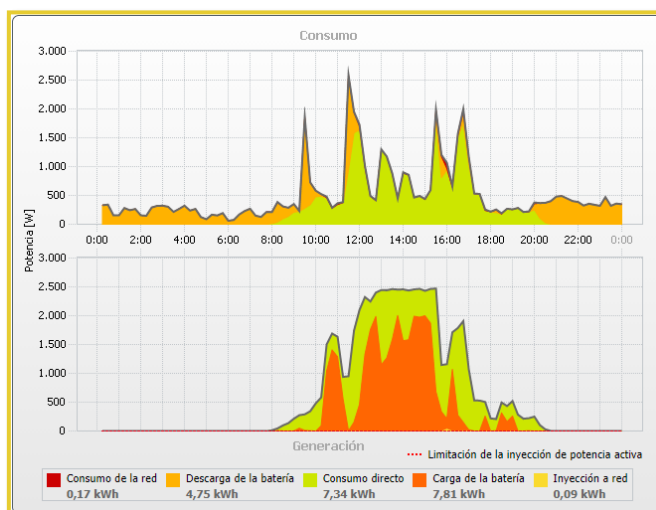 Consumo
3.000
2.500
2.000
1.500
1.000
500
0
0:00 2:00 4:00 6:00 8:00 10:00 12:00 14:00 16:00 18:00 20:00 22:00 0:00
Potencia [W]
3.000
2.500
2.000
1.500
1.000
500
0
Generación
Limitación de la inyección de potencia activa
Consumo de la red Descarga de la batería Consumo directo Carga de la batería Inyección a red
0,17 kWh 4,75 kWh 7,34 kWh 7,81 kWh 0,09 kWh